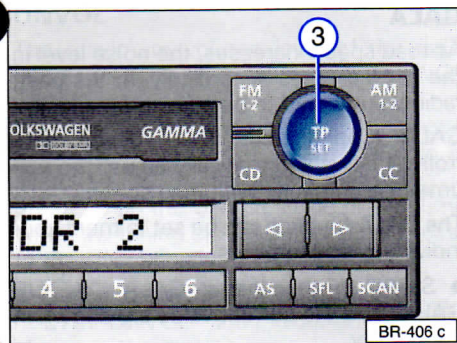 3
FM
1-2
AM
1-2
TP
SET
OLKSWAGEN
GAMMA
CD
CC
NDR 2
4 5 6 AS SFL SCAN
BR-406 c